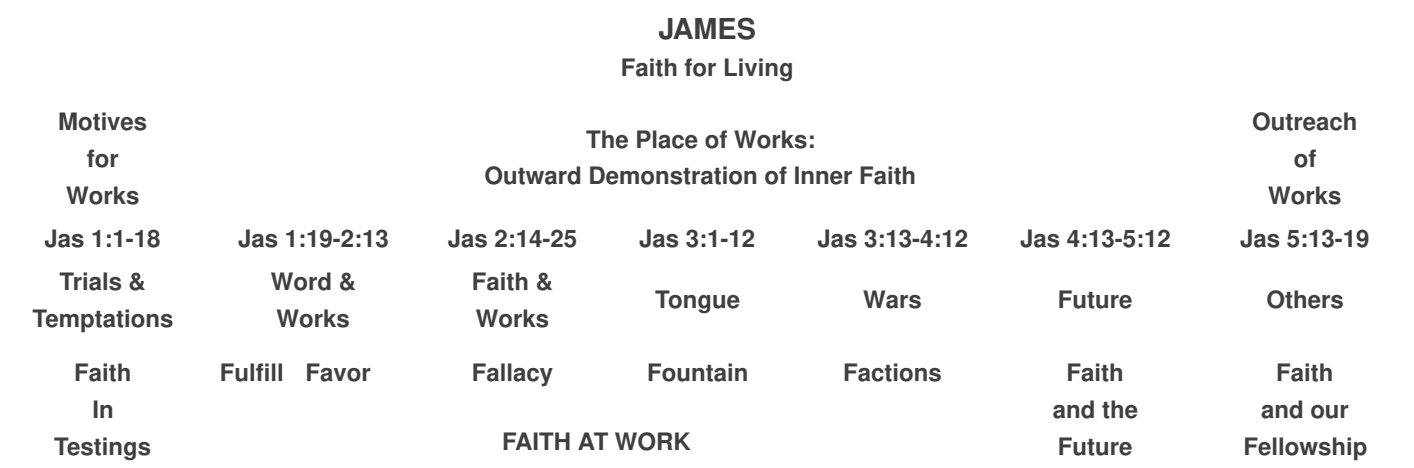 JAMES
Faith for Living
Motives
for
Works
The Place of Works:
Outward Demonstration of Inner Faith
Outreach
of
Works
Jas 1:1-18 Jas 1:19-2:13 Jas 2:14-25 Jas 3:1-12 Jas 3:13-4:12 Jas 4:13-5:12 Jas 5:13-19
Trials &
Temptations
Word &
Works
Faith &
Works
Tongue
Wars
Future
Others
Faith
In
Testings
Fulfill Favor
Fallacy
Fountain
Factions
FAITH AT WORK
Faith
and the
Future
Faith
and our
Fellowship